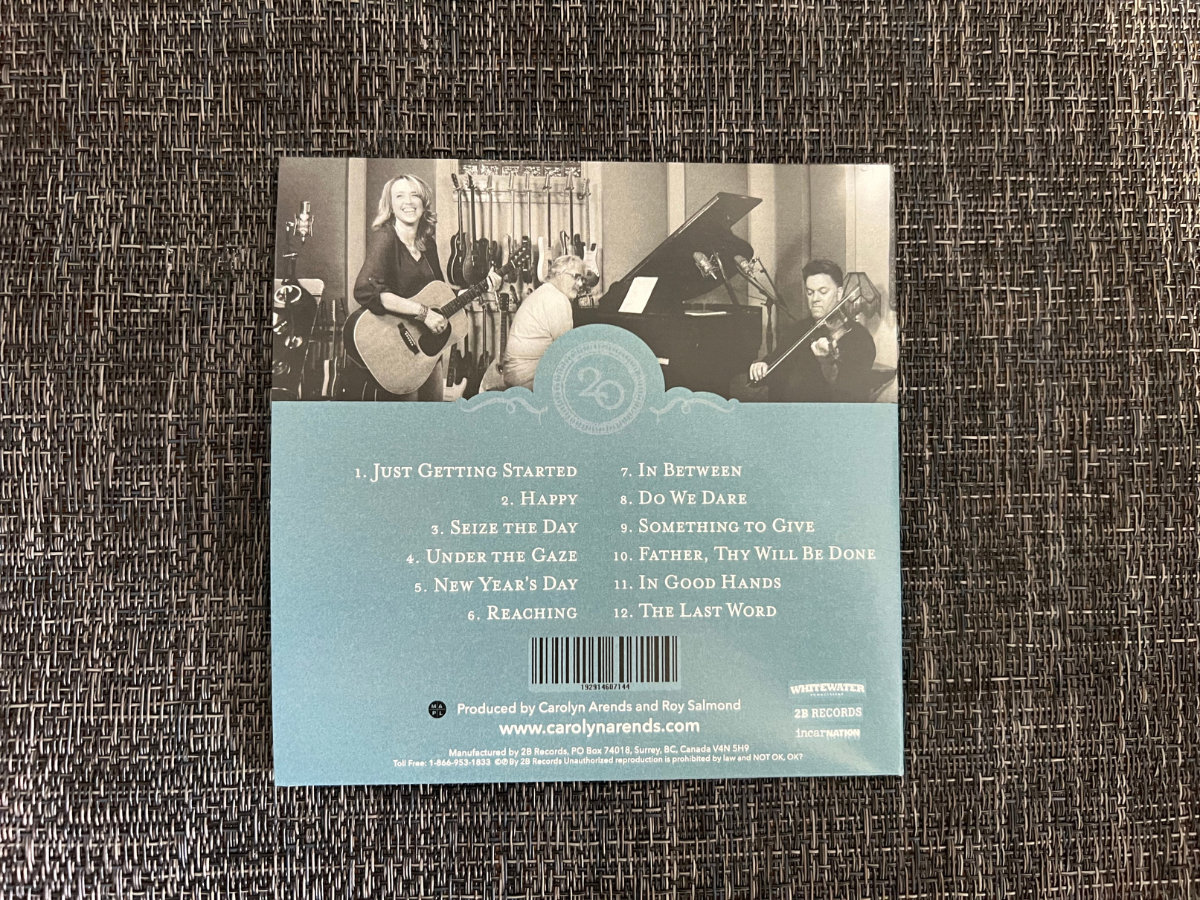 20
1. Just Getting Started
2. Happy
3. Seize the Day
4. Under the Gaze
5. New Year's Day
6. Reaching
7. In Between
8. Do We Dare
9. Something to Give
10. Father, Thy Will Be Done
11. In Good Hands
12. The Last Word
192914607144
MAPL
Produced by Carolyn Arends and Roy Salmond
www.carolynarends.com
WHITEWATER
2B RECORDS
incarNATION
Manufactured by 2B Records, PO Box 74018, Surrey, BC, Canada V4N 5H9
Toll Free: 1-866-953-1833 ©℗ By 2B Records Unauthorized reproduction is prohibited by law and NOT OK, OK?